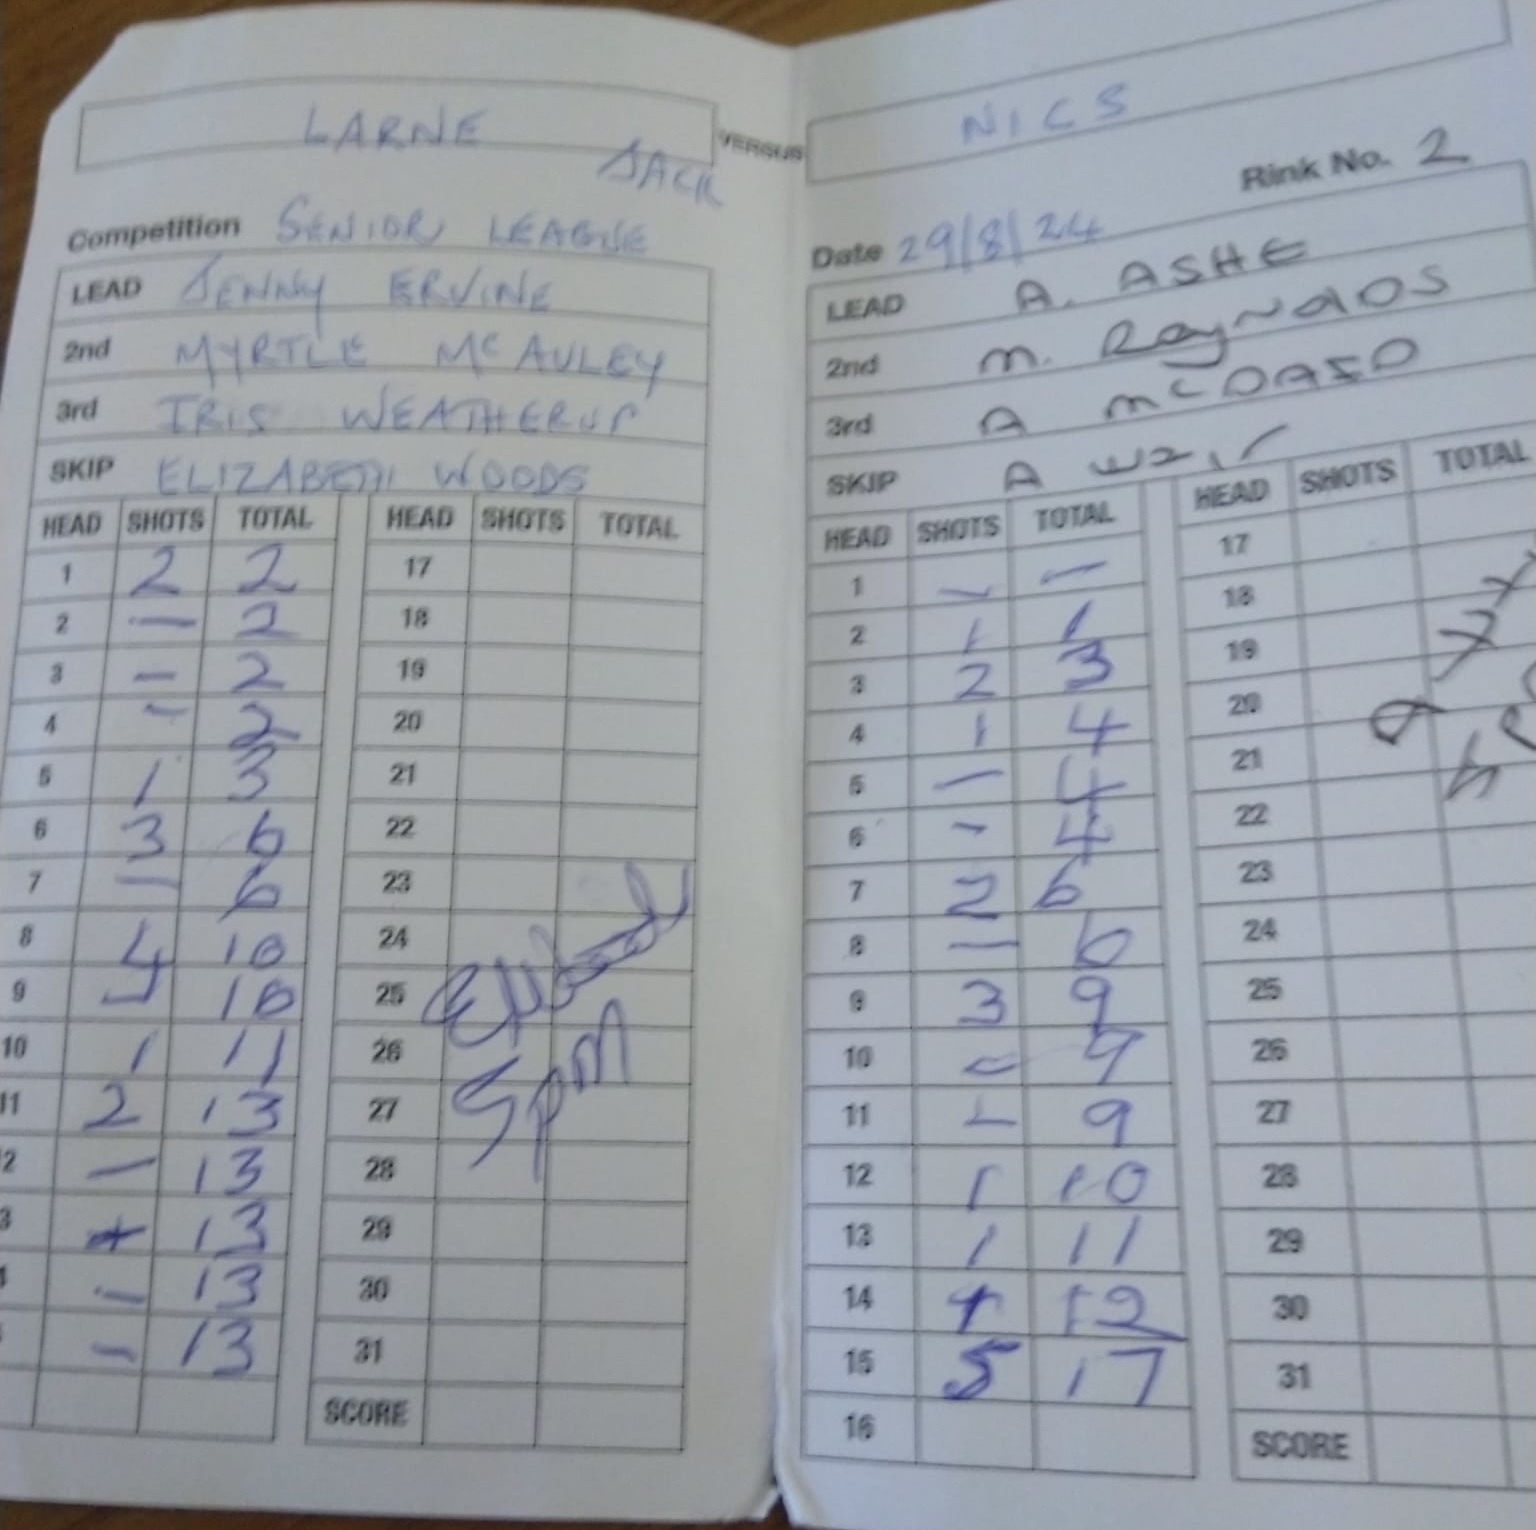 LARNE
JACK
Competition SENIOR LEAGUE
LEAD JENNY ERVINE
2nd MYRTLE McAULEY
3rd IRIS WEATHERUP
SKIP ELIZABETH WOODS
HEAD SHOTS TOTAL HEAD SHOTS TOTAL
1 2 2 17
2 — 2 18
3 — 2 19
4 — 2 20
5 1 3 21
6 3 6 22
7 — 6 23
8 4 10 24
9 10 25
10 1 11 26
11 2 13 27
2 — 13 28
3 13 29
— 13 30
— 13 31
SCORE
5pm
VERSUS
NICS
Rink No. 2
Date 29/8/24
LEAD A. ASHE
2nd M. Reynolds
3rd A
SKIP A
HEAD SHOTS TOTAL HEAD SHOTS TOTAL
1 — — 17
2 1 1 18
3 2 3 19
4 1 4 20
5 — 4 21
6 — 4 22
7 2 6 23
8 — 6 24
9 3 9 25
10 — 9 26
11 — 9 27
12 1 10 28
13 1 11 29
14 1 12 30
15 5 17 31
16 SCORE